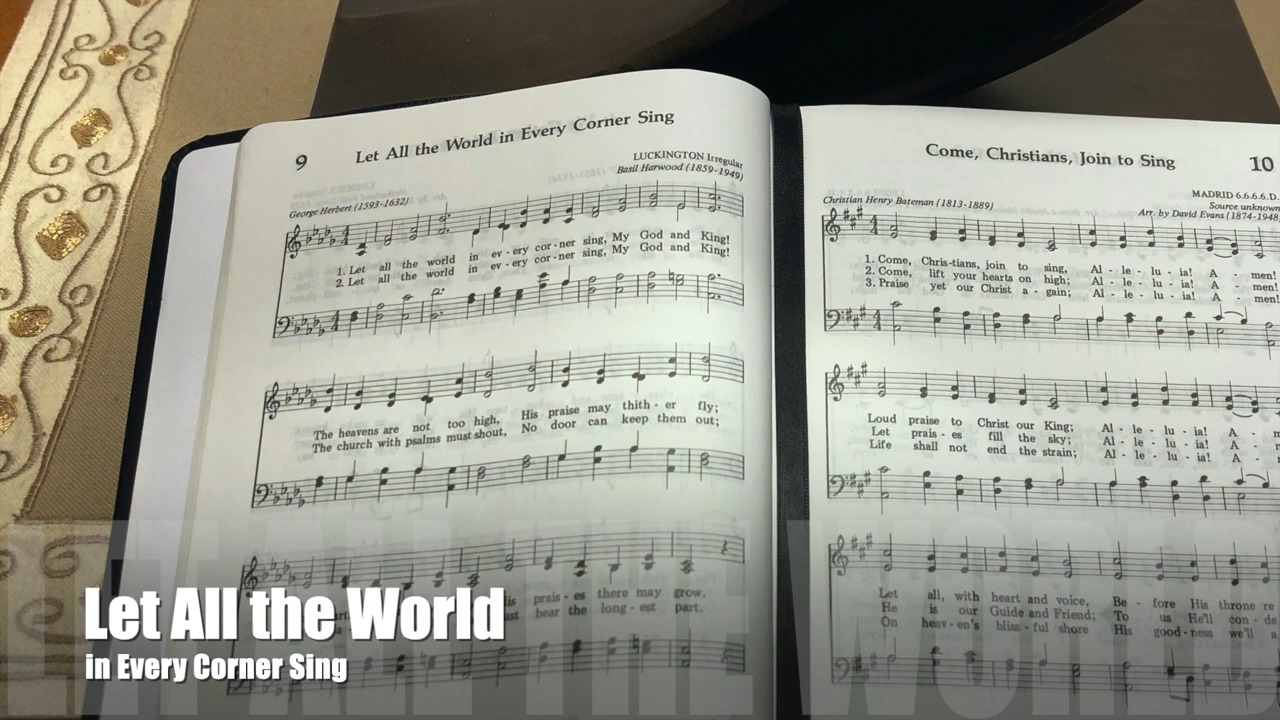 9
Let All the World in Every Corner Sing
LUCKINGTON Irregular
Basil Harwood (1859-1949)
George Herbert (1593-1632)
1. Let all the world in ev - ery cor - ner sing, My God and King!
2. Let all the world in ev - ery cor - ner sing, My God and King!
The heavens are not too high, His praise may thith - er fly;
The church with psalms must shout, No door can keep them out;
prais - es there may grow.
bear the long - est part.
Come, Christians, Join to Sing
10
MADRID 6.6.6.6.D.
Source unknown
Arr. by David Evans (1874-1948
Christian Henry Bateman (1813-1889)
1. Come, Chris - tians, join to sing, Al - le - lu - ia! A - men!
2. Come, lift your hearts on high; Al - le - lu - ia! A - men!
3. Praise yet our Christ a - gain; Al - le - lu - ia! A - men!
Loud praise to Christ our King; Al - le - lu - ia! A -
Let prais - es fill the sky; Al - le - lu - ia! A -
Life shall not end the strain; Al - le - lu - ia! A -
Let all, with heart and voice, Be - fore His throne re
He is our Guide and Friend; To us He'll con - de
On heav - en's bliss - ful shore His good - ness we'll a
Let All the World
in Every Corner Sing
LET ALL THE WORLD